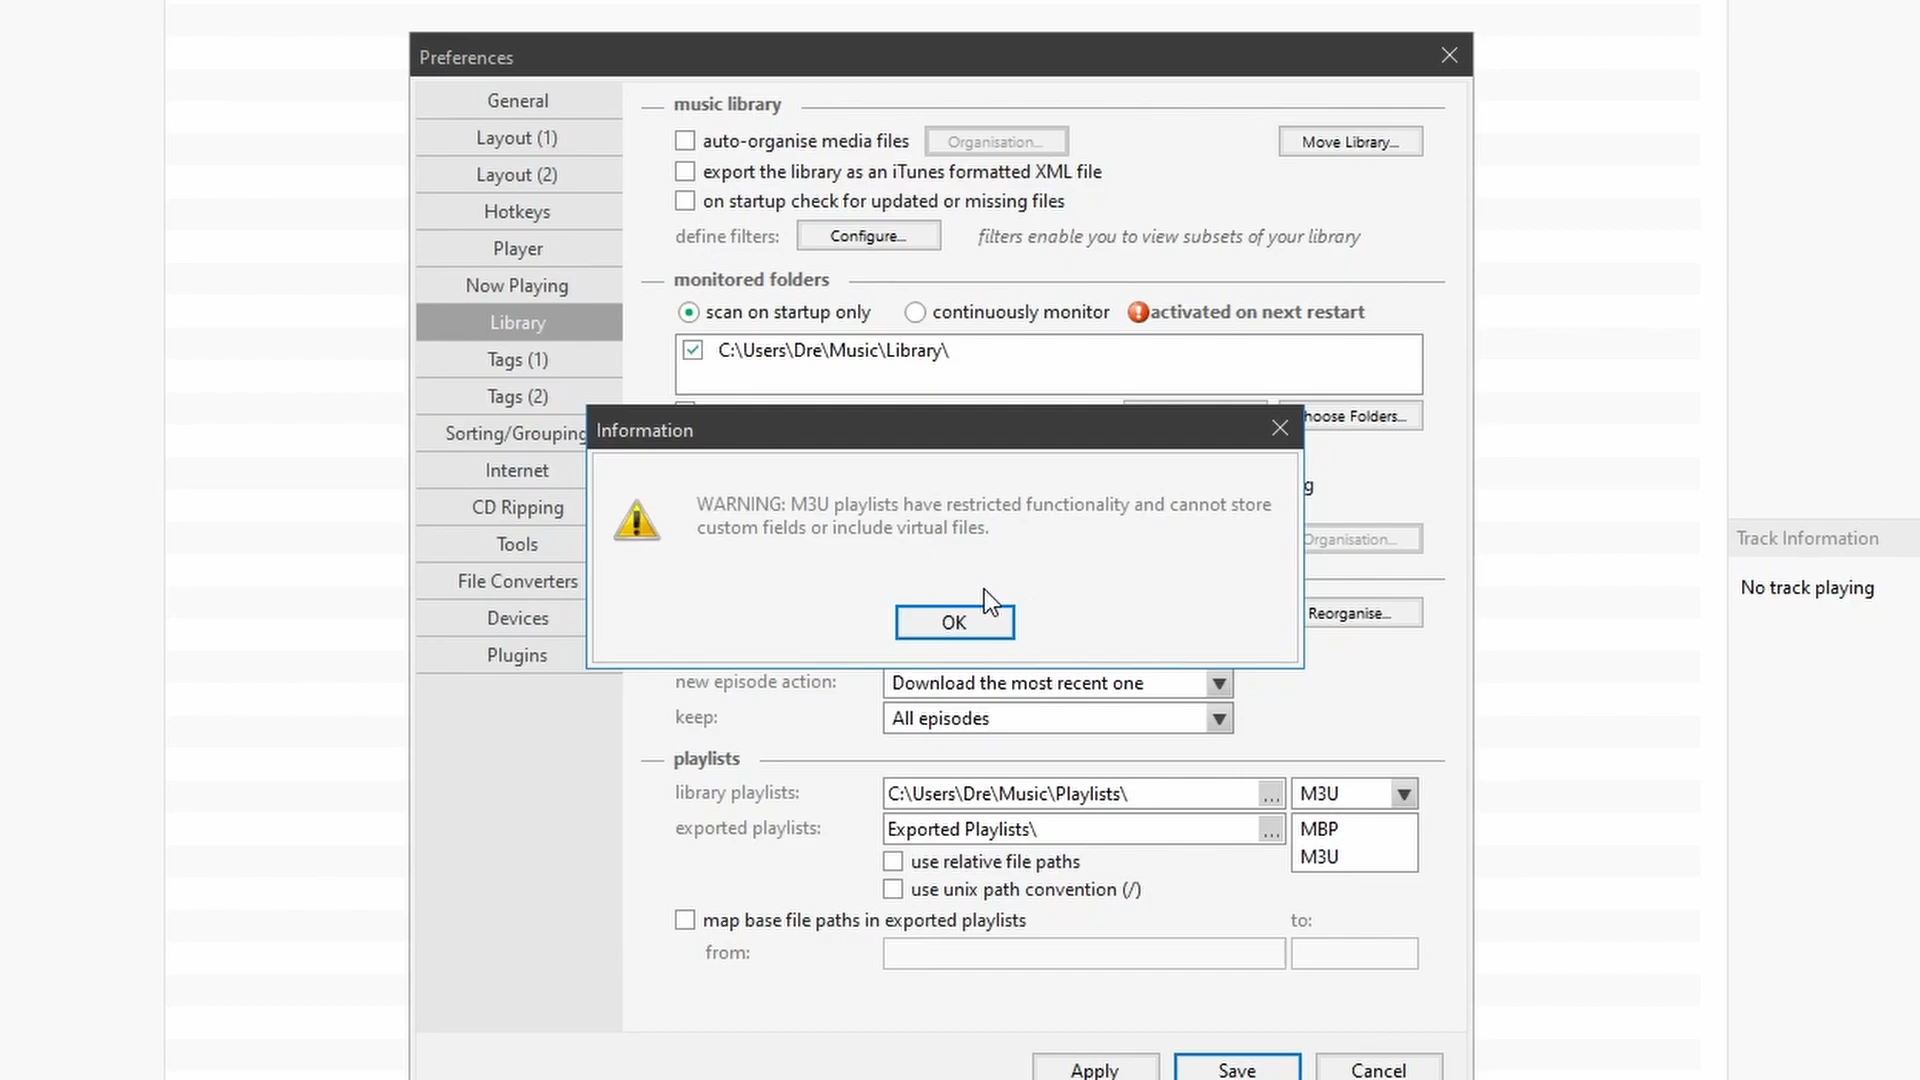 Preferences
General
Layout (1)
Layout (2)
Hotkeys
Player
Now Playing
Library
Tags (1)
Tags (2)
Sorting/Grouping
Internet
CD Ripping
Tools
File Converters
Devices
Plugins
music library
auto-organise media files Organisation... Move Library...
export the library as an iTunes formatted XML file
on startup check for updated or missing files
define filters: Configure... filters enable you to view subsets of your library
monitored folders
scan on startup only continuously monitor activated on next restart
C:\Users\Dre\Music\Library\
hoose Folders...
Information
WARNING: M3U playlists have restricted functionality and cannot store
custom fields or include virtual files.
OK
g
Organisation...
Reorganise...
new episode action: Download the most recent one
keep: All episodes
playlists
library playlists: C:\Users\Dre\Music\Playlists\ ... M3U
exported playlists: Exported Playlists\ ... MBP
M3U
use relative file paths
use unix path convention (/)
map base file paths in exported playlists to:
from:
Apply Save Cancel
Track Information
No track playing